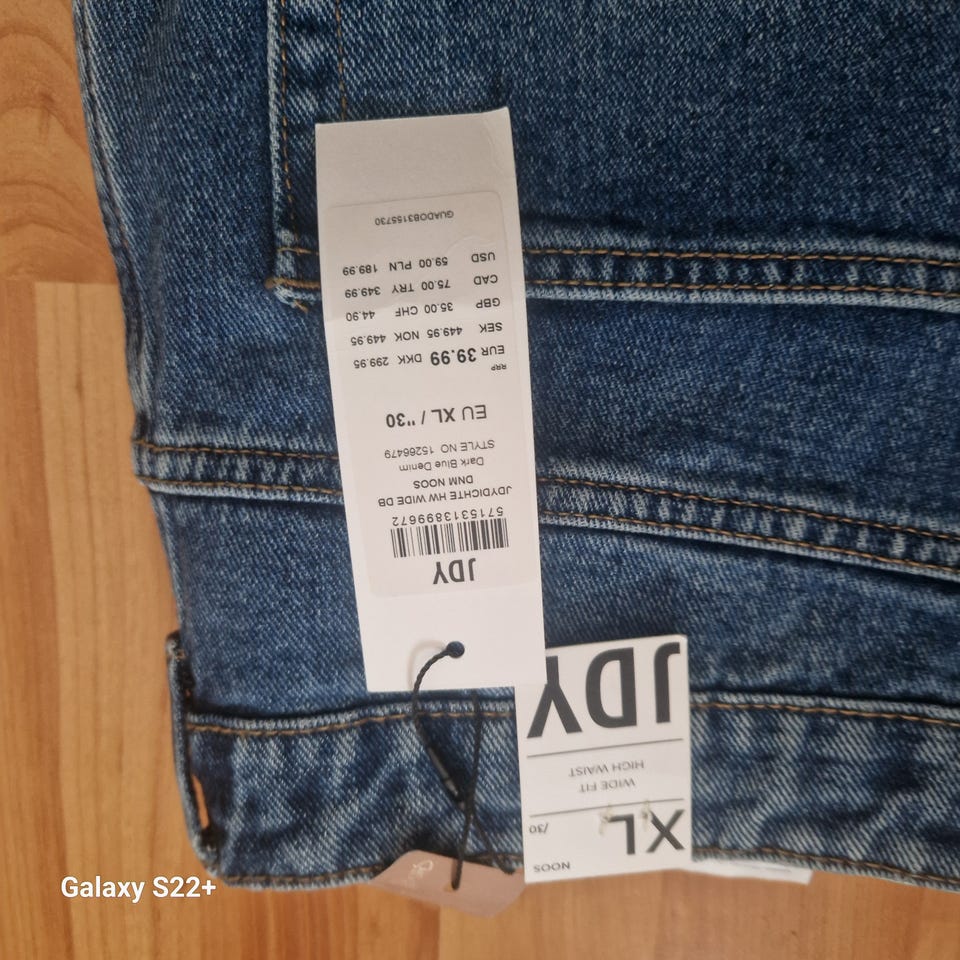 JDY
5715313899672
JDYDICHTE HW WIDE DB
DNM NOOS
Dark Blue Denim
STYLE NO 15266479
EU XL / "30
RRP
EUR 39.99 DKK 299.95
SEK 449.95 NOK 449.95
GBP 35.00 CHF 44.90
CAD 75.00 TRY 349.99
USD 59.00 PLN 189.99
GUADOB3155730
NOOS
XL /30
WIDE FIT
HIGH WAIST
JDY
Galaxy S22+